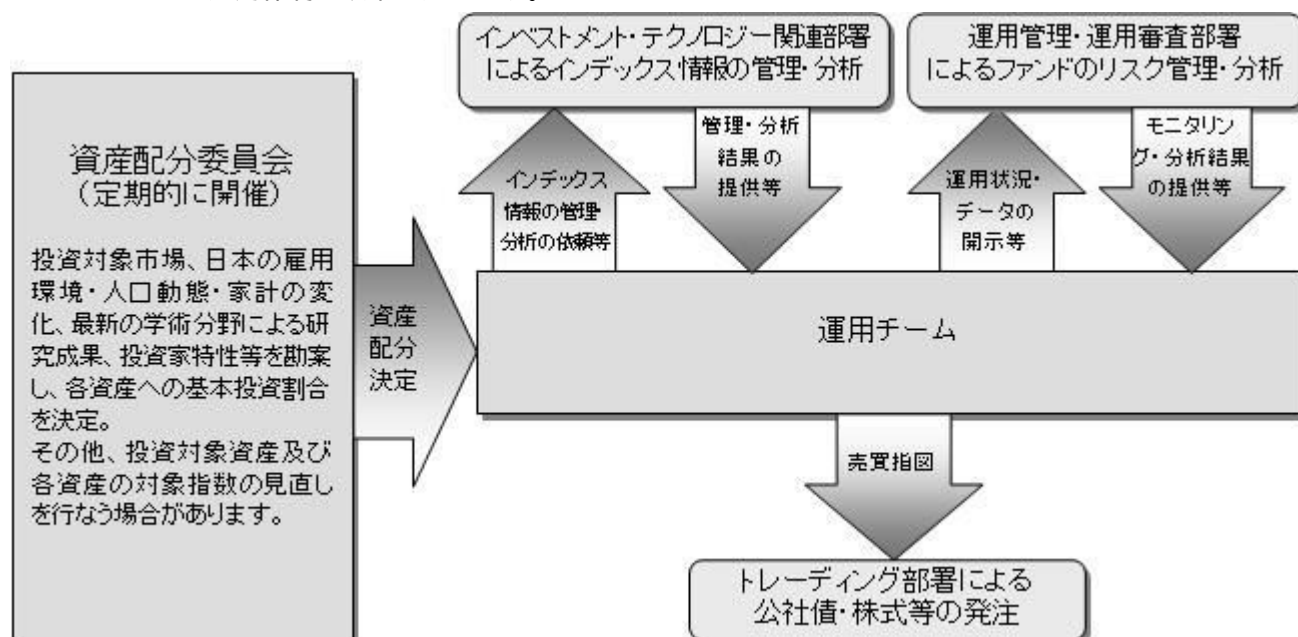 インベストメント・テクノロジー関連部署
によるインデックス情報の管理・分析
運用管理・運用審査部署
によるファンドのリスク管理・分析
資産配分委員会
(定期的に開催)
投資対象市場、日本の雇用
環境・人口動態・家計の変
化、最新の学術分野による研
究成果、投資家特性等を勘案
し、各資産への基本投資割合
を決定。
その他、投資対象資産及び
各資産の対象指数の見直し
を行なう場合があります。
資産
配分
決定
インデックス
情報の管理・
分析の依頼等
管理・分析
結果の
提供等
運用状況・
データの
開示等
モニタリン
グ・分析結果
の提供等
運用チーム
売買指図
トレーディング部署による
公社債・株式等の発注